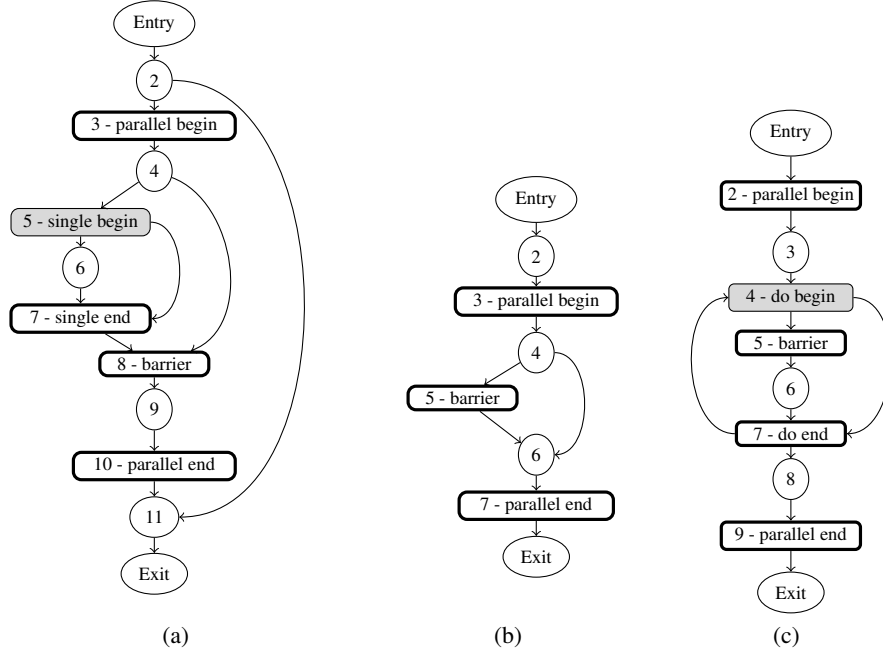 Entry
2
3 - parallel begin
4
5 - single begin
6
7 - single end
8 - barrier
9
10 - parallel end
11
Exit
(a)
Entry
2
3 - parallel begin
4
5 - barrier
6
7 - parallel end
Exit
(b)
Entry
2 - parallel begin
3
4 - do begin
5 - barrier
6
7 - do end
8
9 - parallel end
Exit
(c)